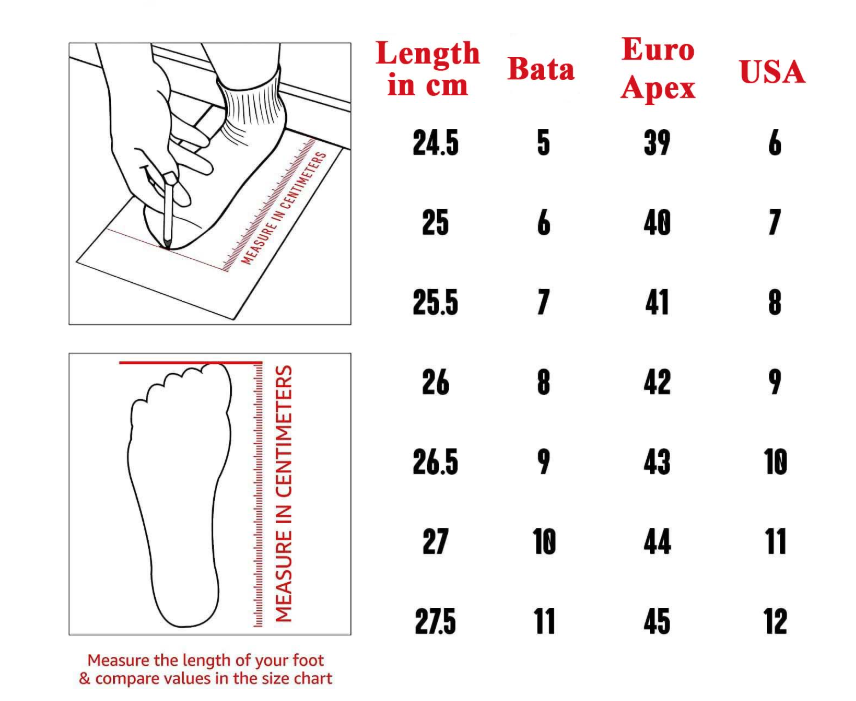 MEASURE IN CENTIMETERS
MEASURE IN CENTIMETERS
Measure the length of your foot
& compare values in the size chart
Length in cm Bata Euro Apex USA
24.5 5 39 6
25 6 40 7
25.5 7 41 8
26 8 42 9
26.5 9 43 10
27 10 44 11
27.5 11 45 12